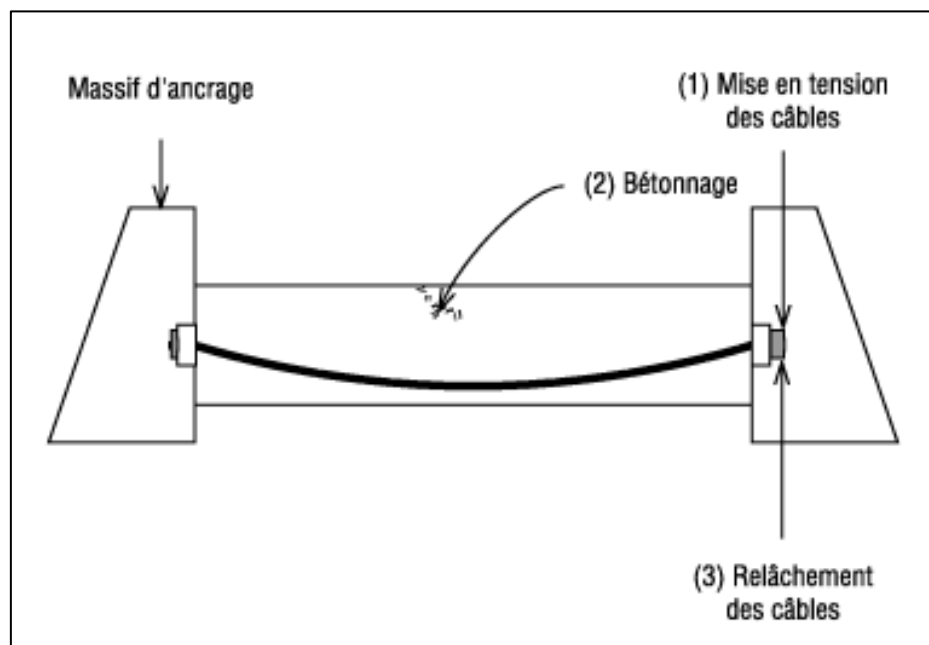 Massif d'ancrage
(1) Mise en tension
des câbles
(2) Bétonnage
(3) Relâchement
des câbles